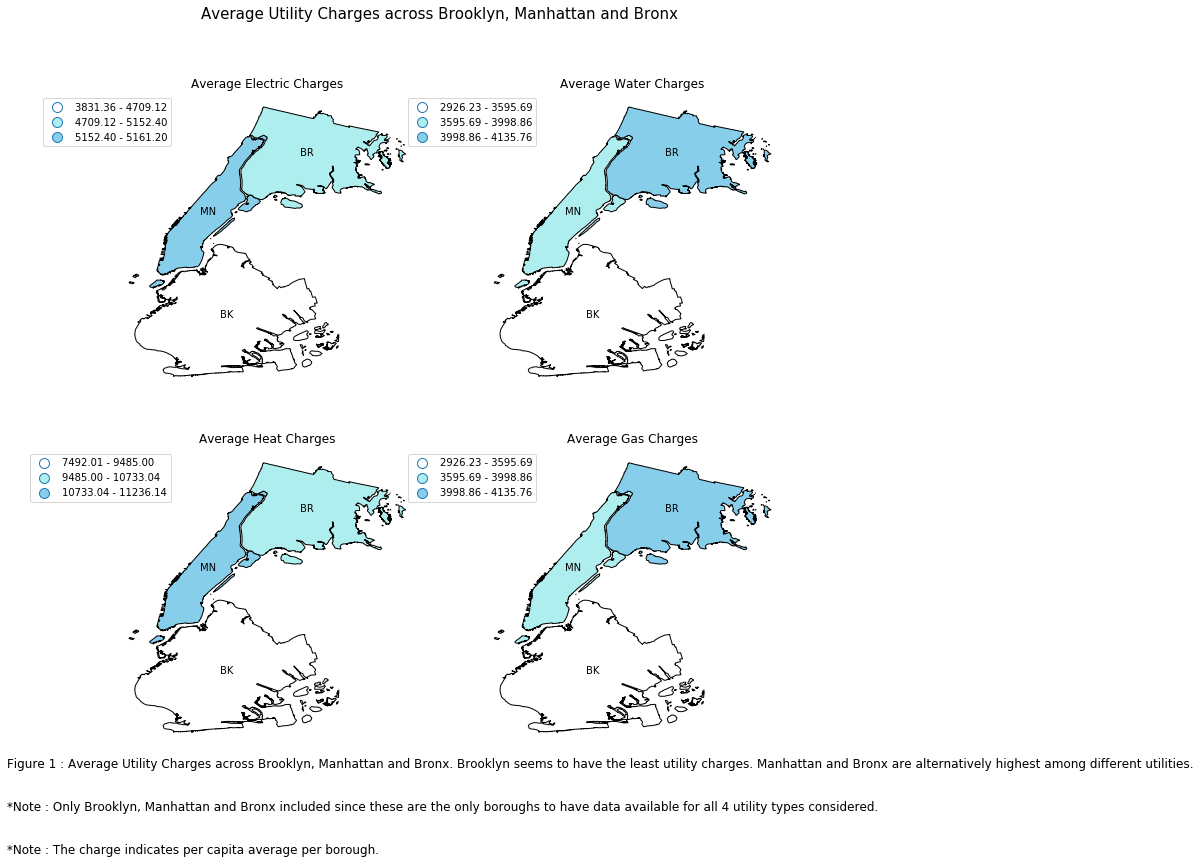 Average Utility Charges across Brooklyn, Manhattan and Bronx
Average Electric Charges
3831.36 - 4709.12
4709.12 - 5152.40
5152.40 - 5161.20
BR
MN
BK
Average Water Charges
2926.23 - 3595.69
3595.69 - 3998.86
3998.86 - 4135.76
BR
MN
BK
Average Heat Charges
7492.01 - 9485.00
9485.00 - 10733.04
10733.04 - 11236.14
BR
MN
BK
Average Gas Charges
2926.23 - 3595.69
3595.69 - 3998.86
3998.86 - 4135.76
BR
MN
BK
Figure 1 : Average Utility Charges across Brooklyn, Manhattan and Bronx. Brooklyn seems to have the least utility charges. Manhattan and Bronx are alternatively highest among different utilities.
*Note : Only Brooklyn, Manhattan and Bronx included since these are the only boroughs to have data available for all 4 utility types considered.
*Note : The charge indicates per capita average per borough.